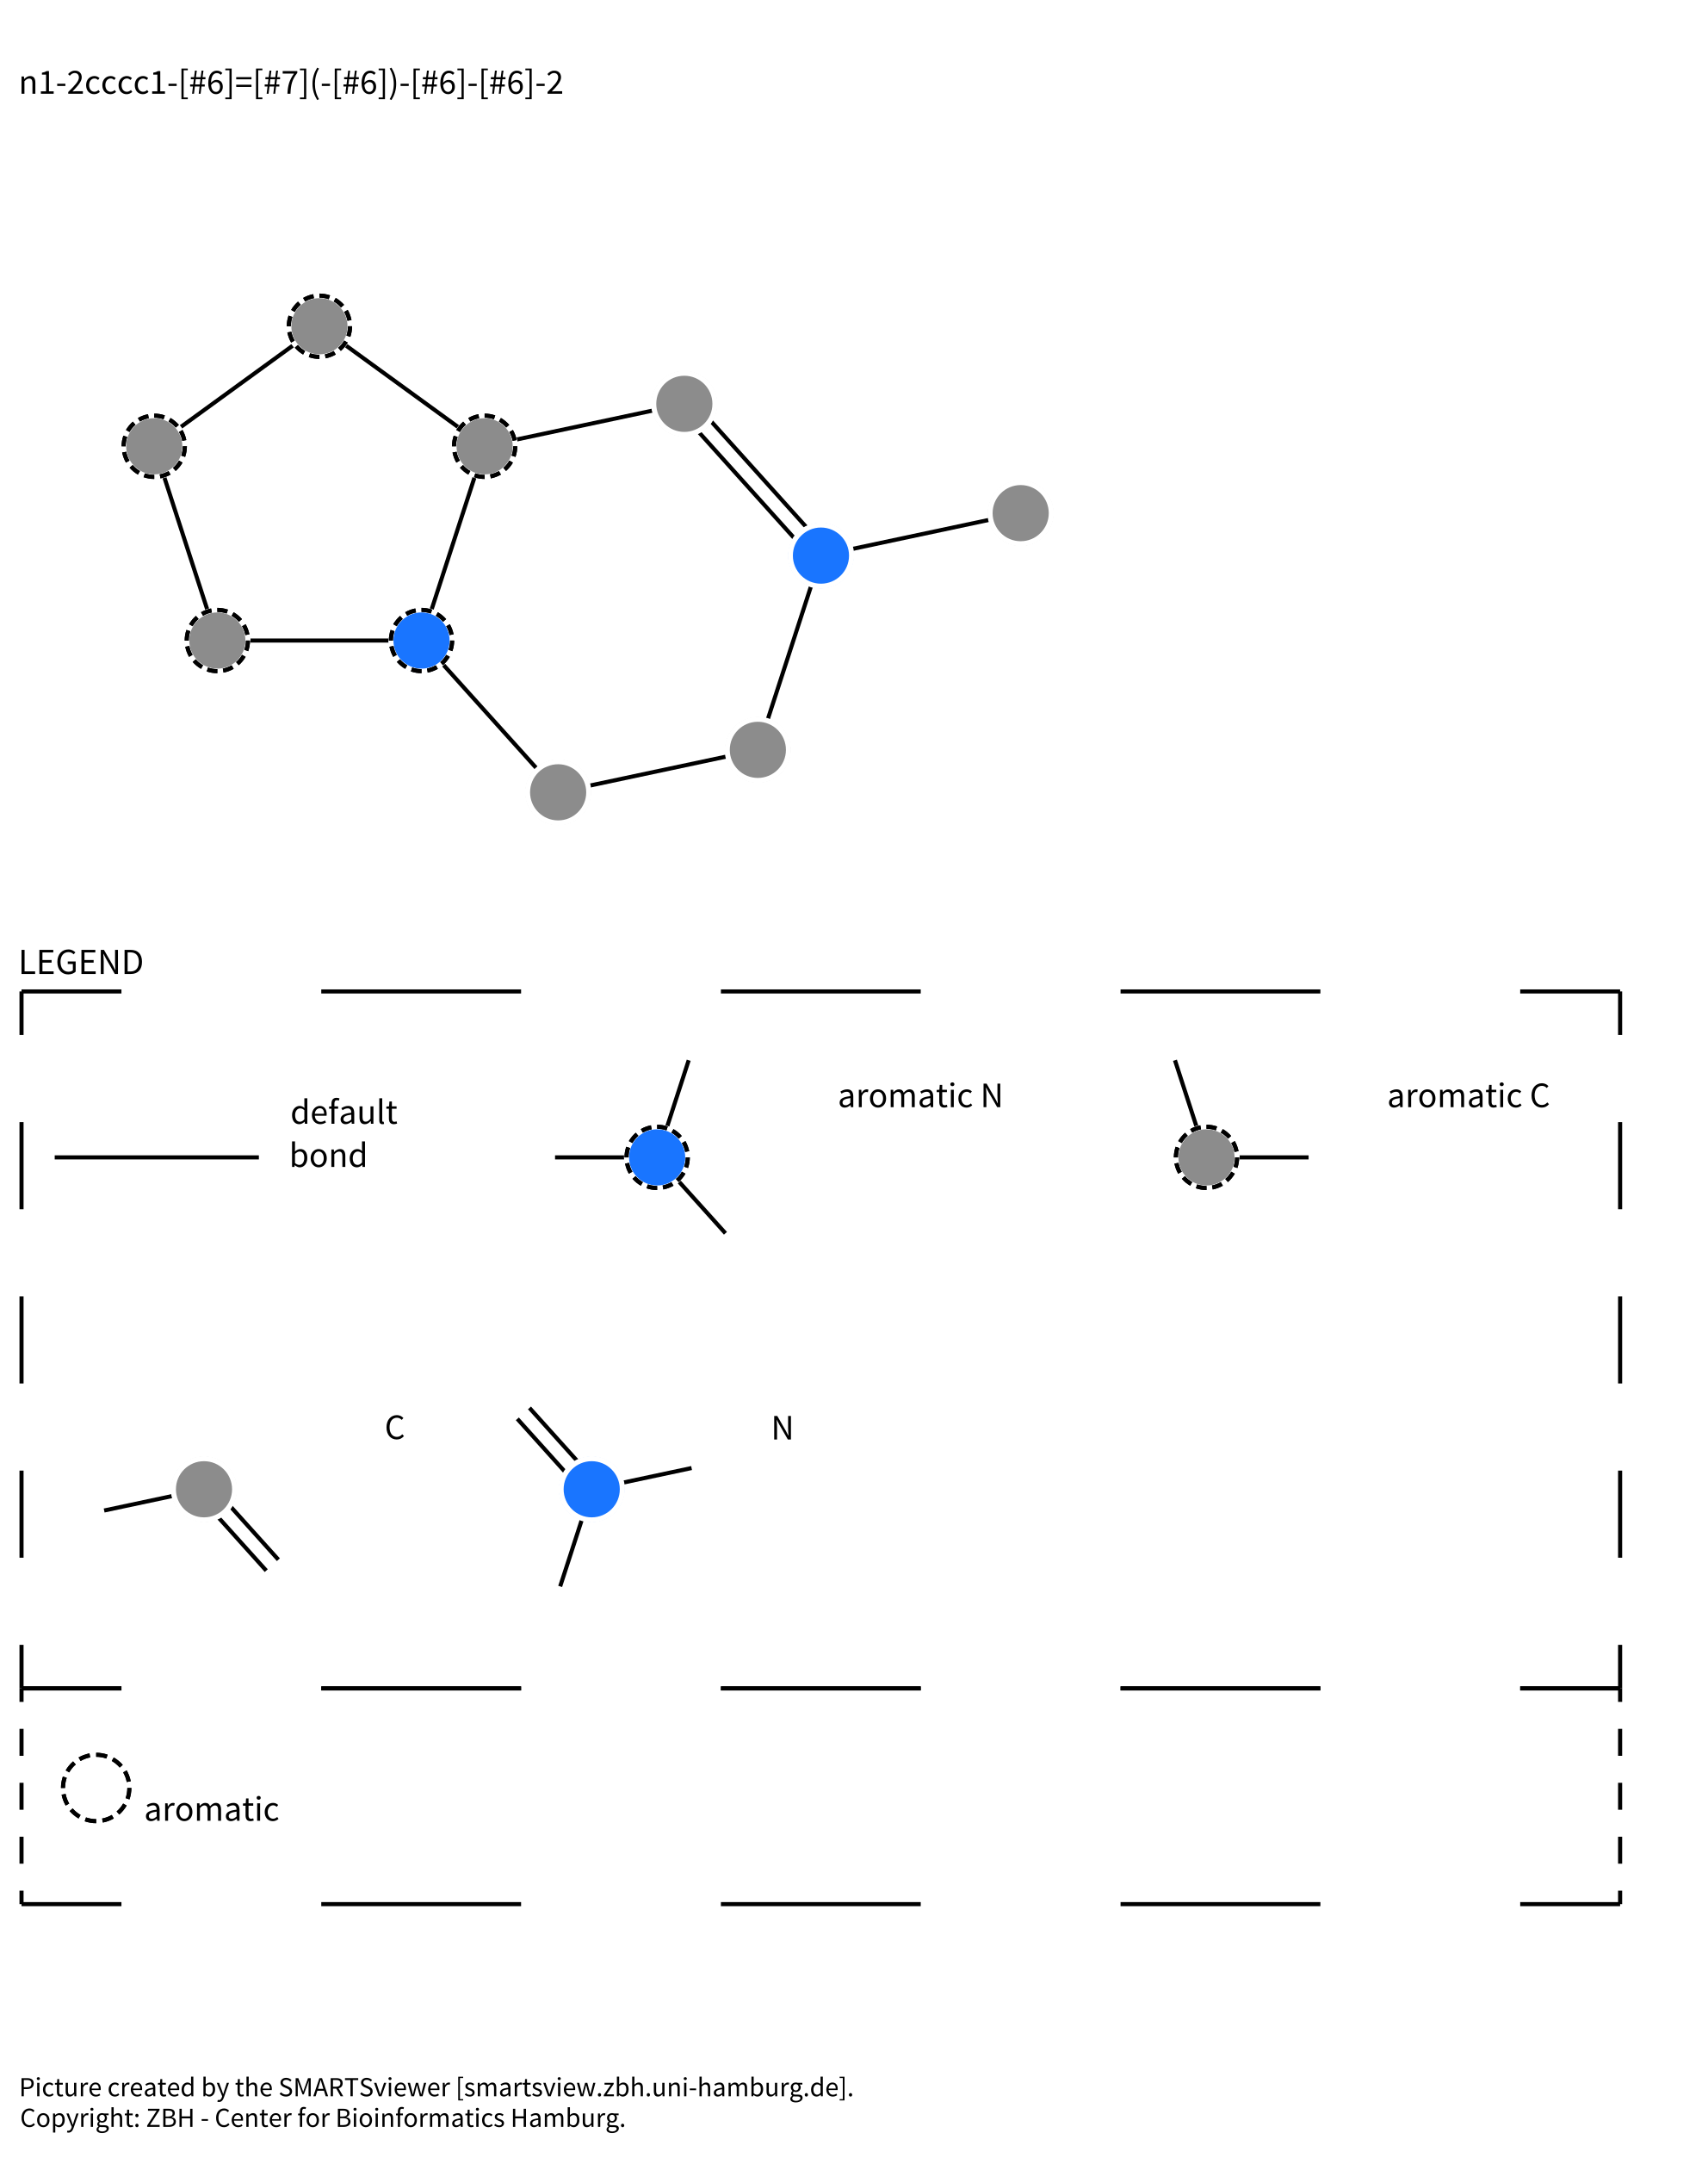 n1-2cccc1-[#6]=[#7](-[#6])-[#6]-[#6]-2
LEGEND
default
bond
aromatic N
aromatic C
C
N
aromatic
Picture created by the SMARTSviewer [smartsview.zbh.uni-hamburg.de].
Copyright: ZBH - Center for Bioinformatics Hamburg.